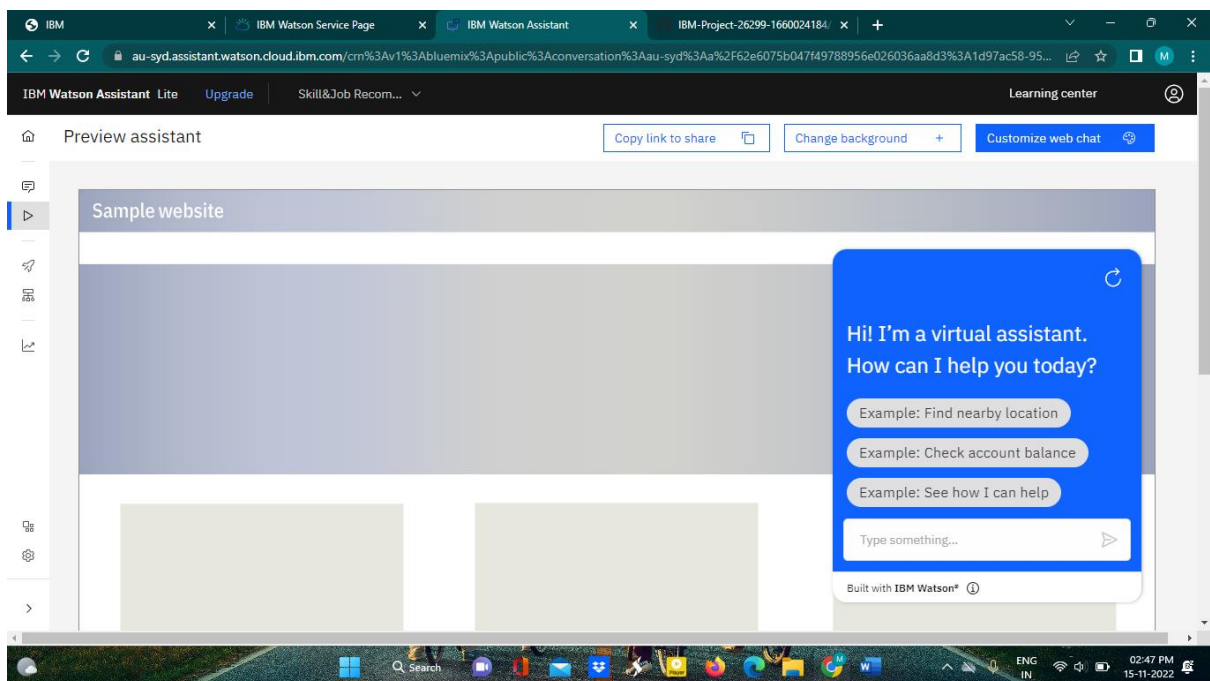 IBM
IBM Watson Service Page
IBM Watson Assistant
IBM-Project-26299-1660024184/
au-syd.assistant.watson.cloud.ibm.com/crn%3Av1%3Abluemix%3Apublic%3Aconversation%3Aau-syd%3Aa%2F62e6075b047f49788956e026036aa8d3%3A1d97ac58-95...
M
IBM Watson Assistant Lite Upgrade Skill&Job Recom... Learning center
Preview assistant
Copy link to share
Change background +
Customize web chat
Sample website
Hi! I'm a virtual assistant.
How can I help you today?
Example: Find nearby location
Example: Check account balance
Example: See how I can help
Type something...
Built with IBM Watson®
Search
ENG
IN
02:47 PM
15-11-2022